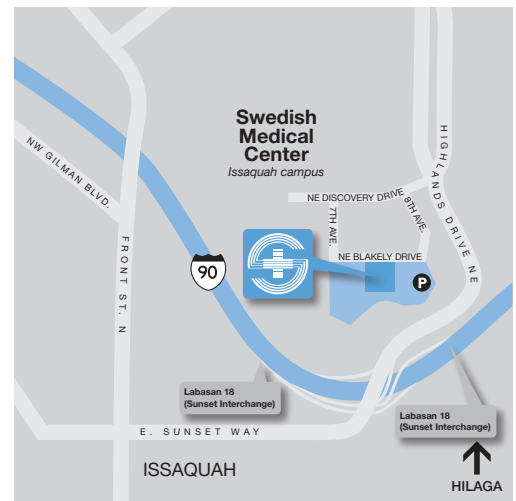 Swedish
Medical
Center
Issaquah campus
NW GILMAN BLVD.
HIGHLANDS DRIVE NE
NE DISCOVERY DRIVE
7TH AVE.
8TH AVE.
FRONT ST. N
NE BLAKELY DRIVE
90
P
Labasan 18
(Sunset Interchange)
Labasan 18
(Sunset Interchange)
E. SUNSET WAY
ISSAQUAH
HILAGA